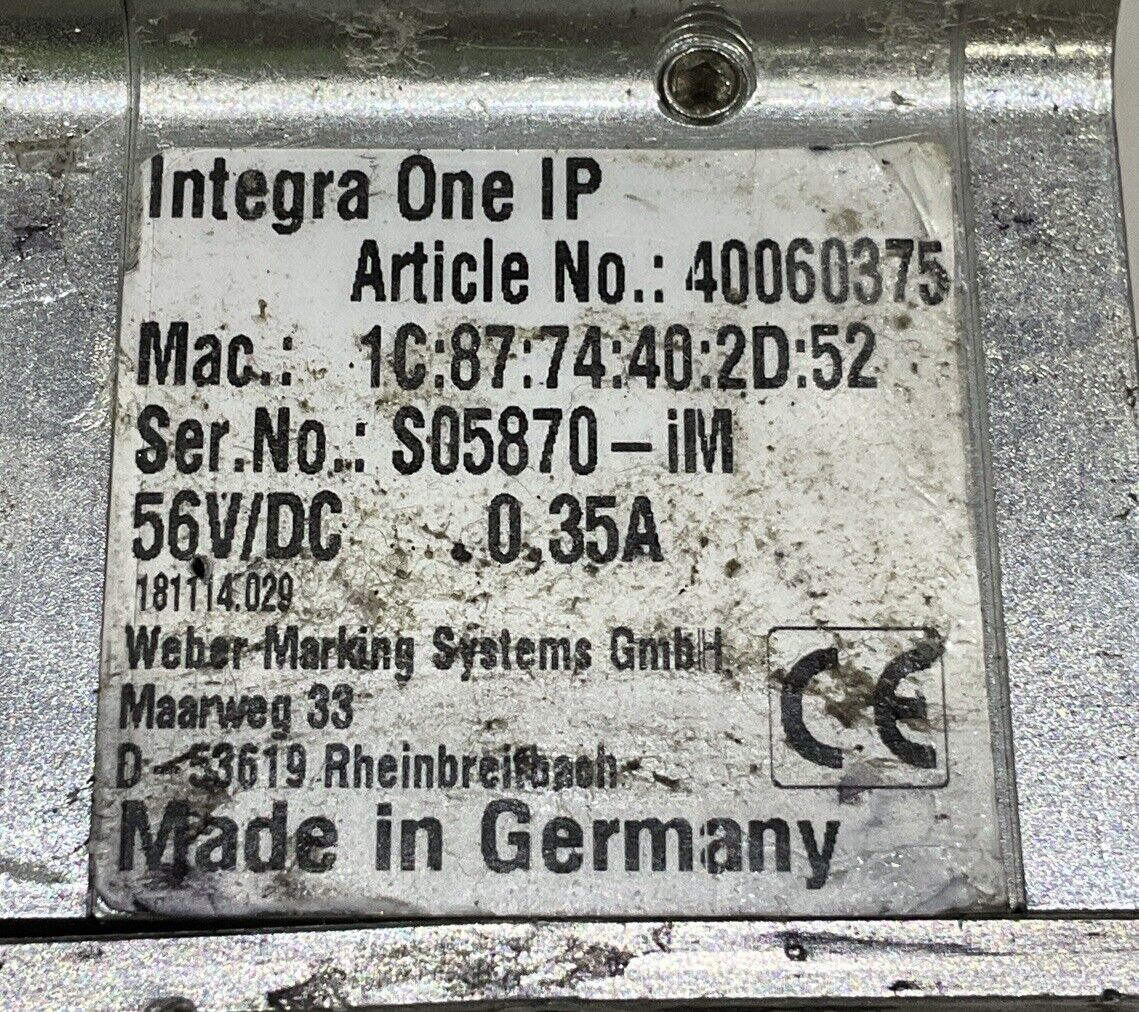 Integra One IP
Article No.: 40060375
Mac.: 1C:87:74:40:2D:52
Ser.No.: S05870-iM
56V/DC 0,35A
181114.029
Weber Marking Systems GmbH
Maarweg 33
D-53619 Rheinbreitbach
CE
Made in Germany